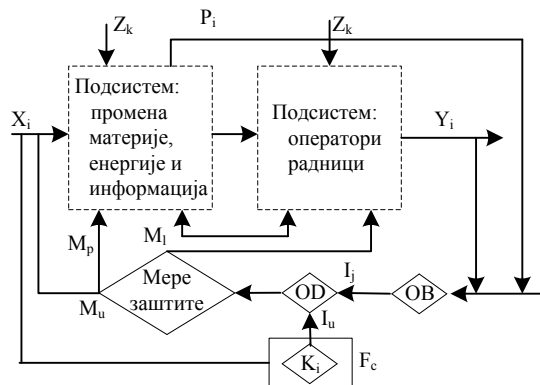 Z_k
P_i
Z_k
Подсистем:
промена
материје,
енергије и
информација
Подсистем:
оператори
радници
X_i
Y_i
M_p
M_l
Мере
заштите
M_u
OD
I_j
OB
I_u
K_i
F_c